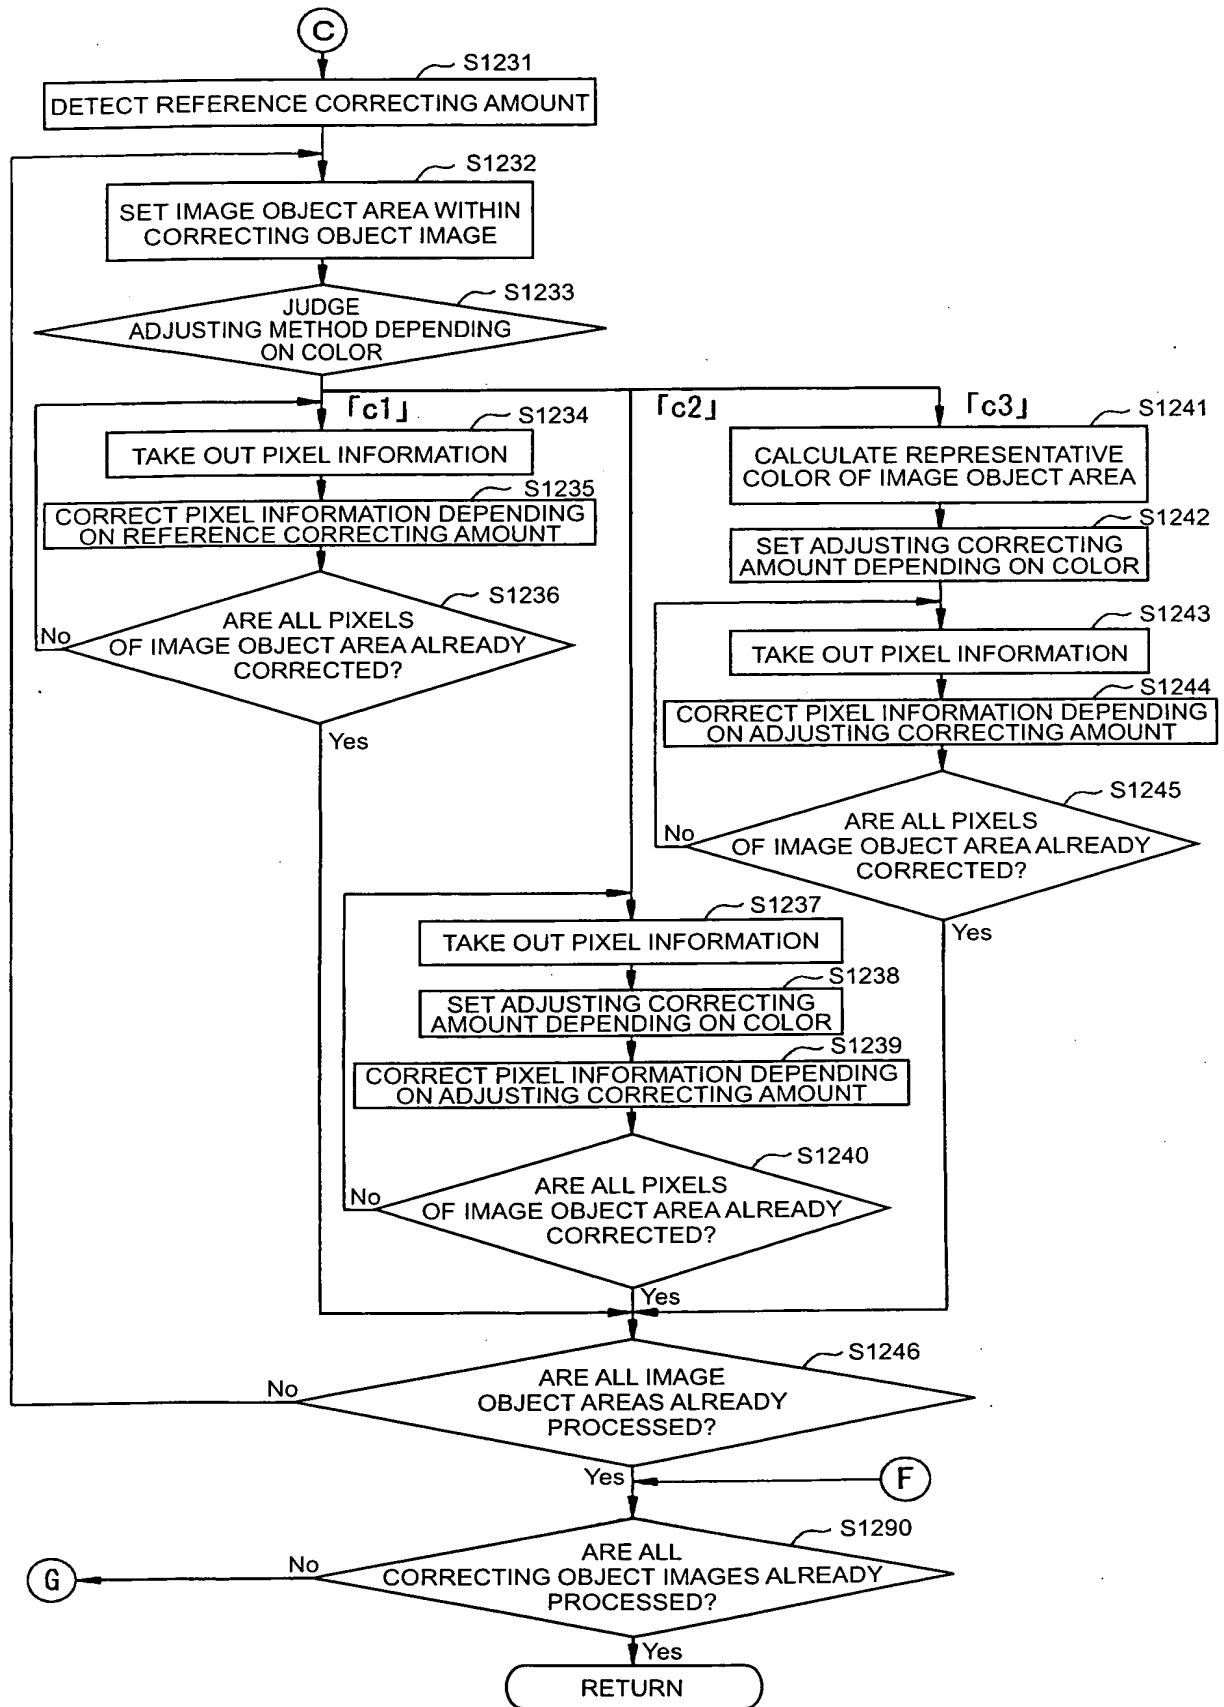 C
S1231
DETECT REFERENCE CORRECTING AMOUNT
S1232
SET IMAGE OBJECT AREA WITHIN
CORRECTING OBJECT IMAGE
S1233
JUDGE
ADJUSTING METHOD DEPENDING
ON COLOR
「c1」
S1234
TAKE OUT PIXEL INFORMATION
S1235
CORRECT PIXEL INFORMATION DEPENDING
ON REFERENCE CORRECTING AMOUNT
S1236
ARE ALL PIXELS
OF IMAGE OBJECT AREA ALREADY
CORRECTED?
No
Yes
「c2」
S1237
TAKE OUT PIXEL INFORMATION
S1238
SET ADJUSTING CORRECTING
AMOUNT DEPENDING ON COLOR
S1239
CORRECT PIXEL INFORMATION DEPENDING
ON ADJUSTING CORRECTING AMOUNT
S1240
ARE ALL PIXELS
OF IMAGE OBJECT AREA ALREADY
CORRECTED?
No
Yes
「c3」
S1241
CALCULATE REPRESENTATIVE
COLOR OF IMAGE OBJECT AREA
S1242
SET ADJUSTING CORRECTING
AMOUNT DEPENDING ON COLOR
S1243
TAKE OUT PIXEL INFORMATION
S1244
CORRECT PIXEL INFORMATION DEPENDING
ON ADJUSTING CORRECTING AMOUNT
S1245
ARE ALL PIXELS
OF IMAGE OBJECT AREA ALREADY
CORRECTED?
No
Yes
S1246
ARE ALL IMAGE
OBJECT AREAS ALREADY
PROCESSED?
No
Yes
F
S1290
ARE ALL
CORRECTING OBJECT IMAGES ALREADY
PROCESSED?
No
G
Yes
RETURN